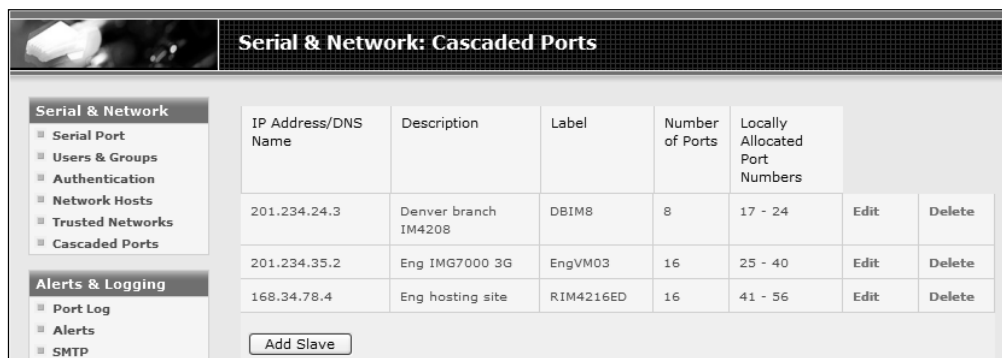 Serial & Network: Cascaded Ports
Serial & Network
Serial Port
Users & Groups
Authentication
Network Hosts
Trusted Networks
Cascaded Ports
Alerts & Logging
Port Log
Alerts
SMTP
IP Address/DNS Name Description Label Number of Ports Locally Allocated Port Numbers
201.234.24.3 Denver branch IM4208 DBIM8 8 17 - 24 Edit Delete
201.234.35.2 Eng IMG7000 3G EngVM03 16 25 - 40 Edit Delete
168.34.78.4 Eng hosting site RIM4216ED 16 41 - 56 Edit Delete
Add Slave